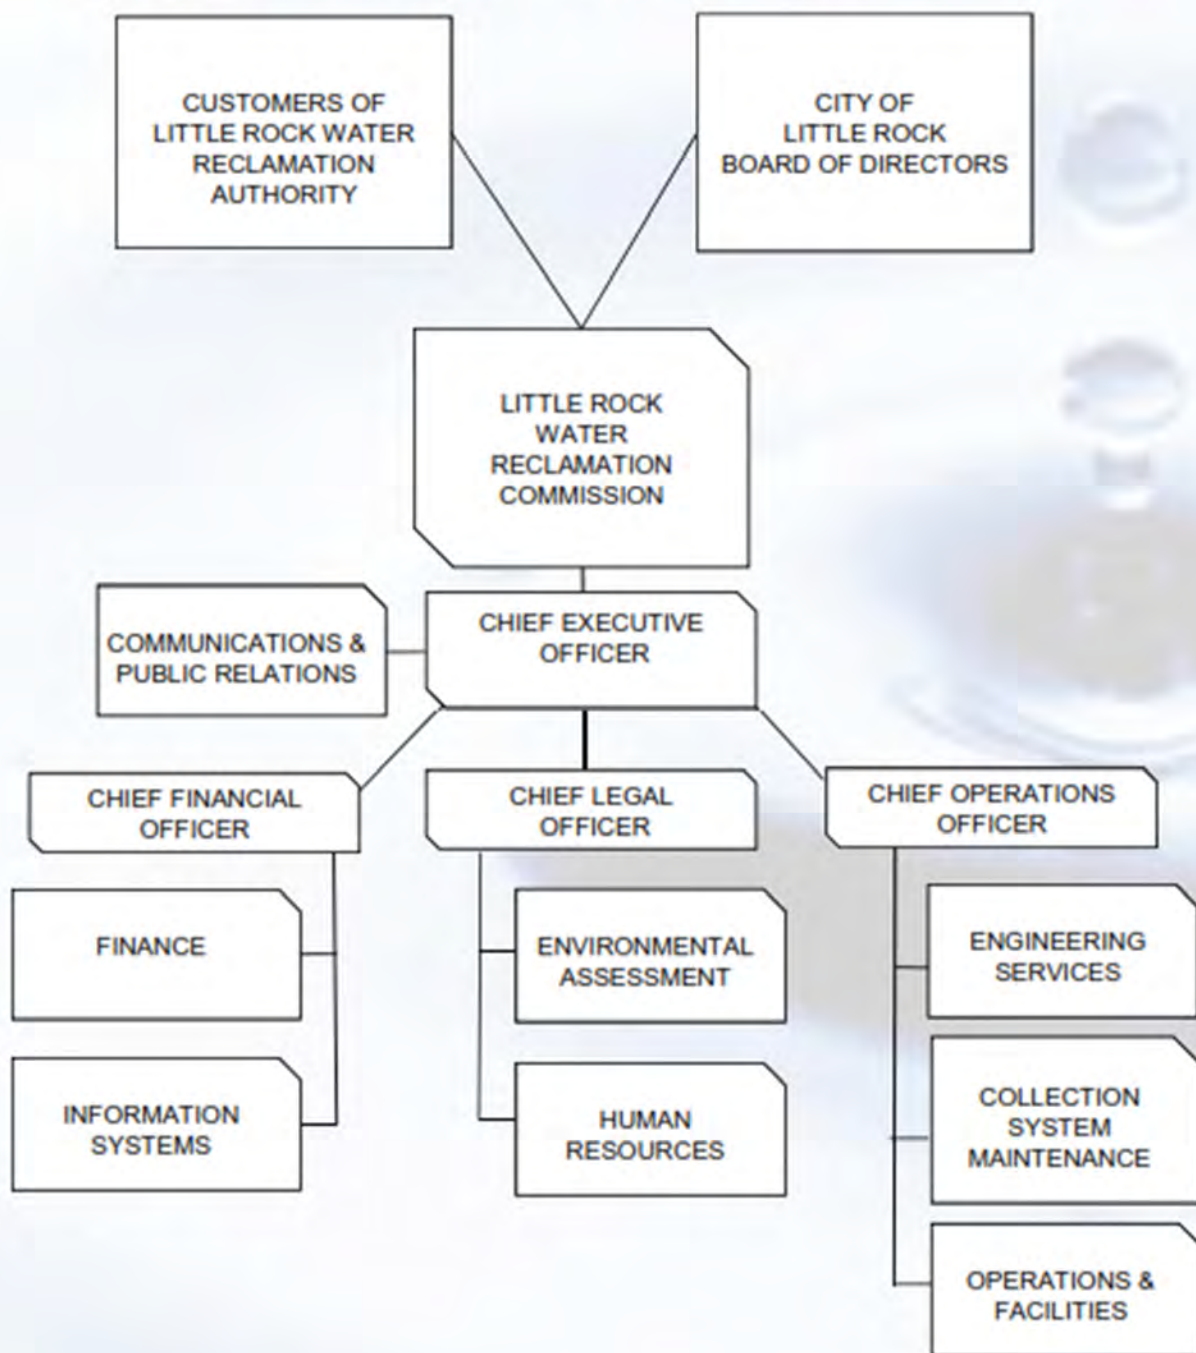 CUSTOMERS OF
LITTLE ROCK WATER
RECLAMATION
AUTHORITY
CITY OF
LITTLE ROCK
BOARD OF DIRECTORS
LITTLE ROCK
WATER
RECLAMATION
COMMISSION
COMMUNICATIONS &
PUBLIC RELATIONS
CHIEF EXECUTIVE
OFFICER
CHIEF FINANCIAL
OFFICER
CHIEF LEGAL
OFFICER
CHIEF OPERATIONS
OFFICER
FINANCE
ENVIRONMENTAL
ASSESSMENT
ENGINEERING
SERVICES
INFORMATION
SYSTEMS
HUMAN
RESOURCES
COLLECTION
SYSTEM
MAINTENANCE
OPERATIONS &
FACILITIES